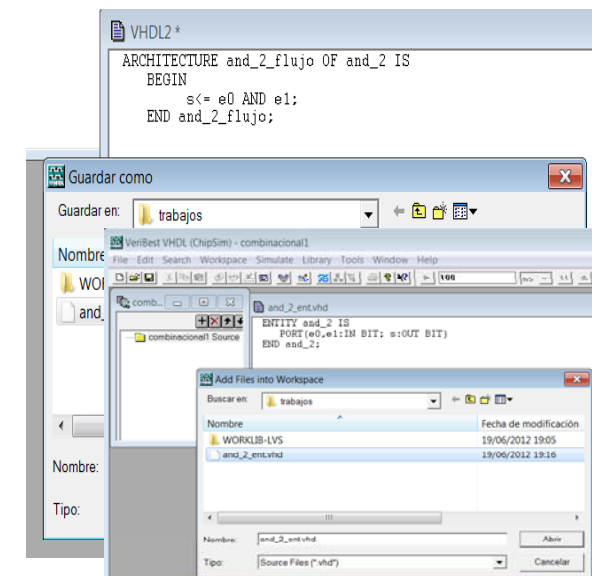 VHDL2 *
ARCHITECTURE and_2_flujo OF and_2 IS
BEGIN
s<= e0 AND e1;
END and_2_flujo;
Guardar como
Guardar en: trabajos
Nombre
and_
Nombre:
Tipo:
VeriBest VHDL (ChipSim) - combinacional1
File Edit Search Workspace Simulate Library Tools Window Help
100
comb...
combinacional1 Source
and_2_ent.vhd
ENTITY and_2 IS
PORT(e0,e1:IN BIT; s:OUT BIT)
END and_2;
Add Files into Workspace
Buscar en: trabajos
Nombre Fecha de modificación
WORKLIB-LVS 19/06/2012 19:05
and_2_ent.vhd 19/06/2012 19:16
Nombre: and_2_ent.vhd Abrir
Tipo: Source Files (*.vhd) Cancelar